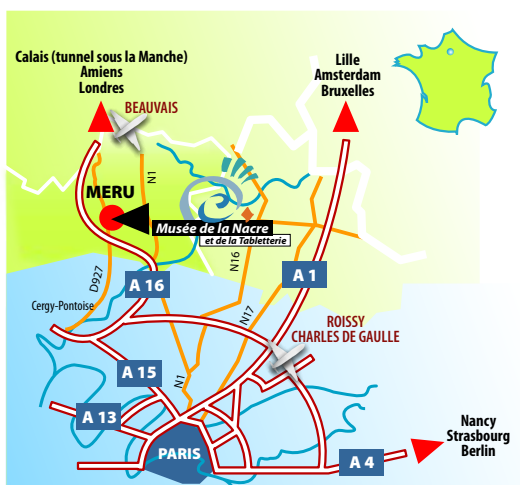 Calais (tunnel sous la Manche)
Amiens
Londres
Lille
Amsterdam
Bruxelles
BEAUVAIS
N1
MERU
Musée de la Nacre
et de la Tabletterie
D927
N16
A 16
A 1
Cergy-Pontoise
N17
ROISSY
CHARLES DE GAULLE
A 15
N1
A 13
Nancy
Strasbourg
Berlin
PARIS
A 4